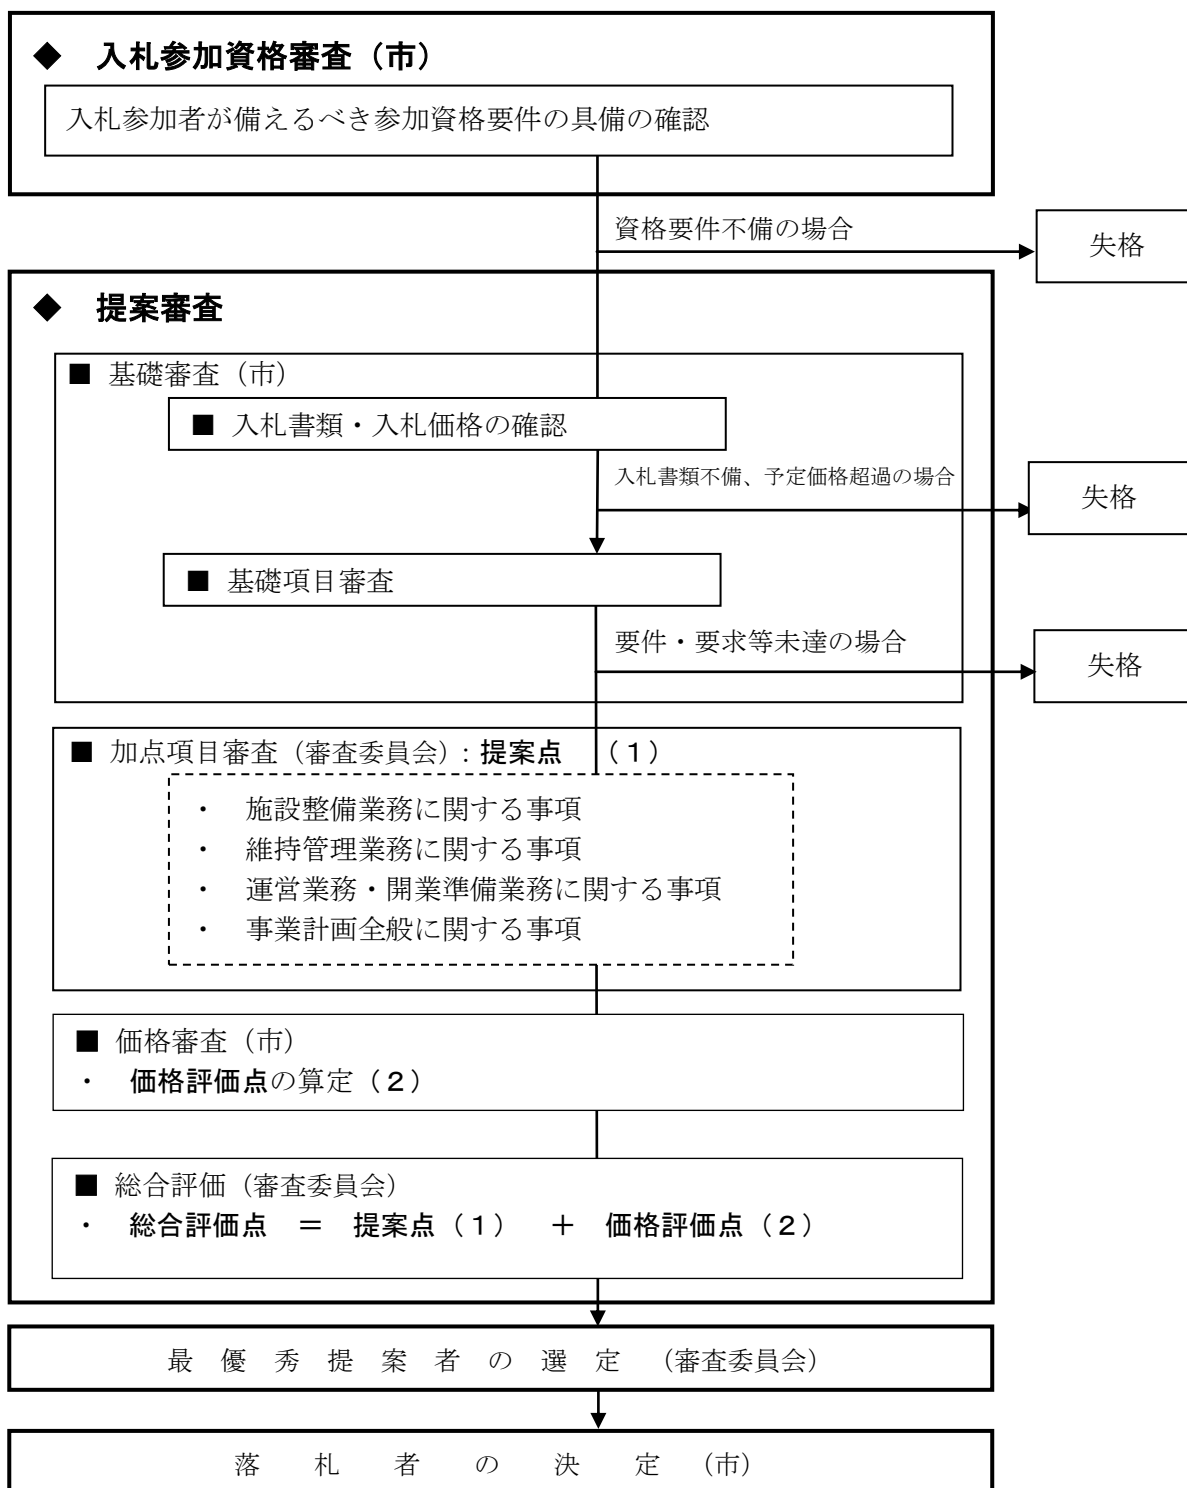 ◆ 入札参加資格審査（市）
入札参加者が備えるべき参加資格要件の具備の確認
資格要件不備の場合
失格
◆ 提案審査
■ 基礎審査（市）
■ 入札書類・入札価格の確認
入札書類不備、予定価格超過の場合
失格
■ 基礎項目審査
要件・要求等未達の場合
失格
■ 加点項目審査（審査委員会）：提案点 （１）
・ 施設整備業務に関する事項
・ 維持管理業務に関する事項
・ 運営業務・開業準備業務に関する事項
・ 事業計画全般に関する事項
■ 価格審査（市）
・ 価格評価点の算定（２）
■ 総合評価（審査委員会）
・ 総合評価点 ＝ 提案点（１） ＋ 価格評価点（２）
最優秀提案者の選定 （審査委員会）
落札者の決定 （市）